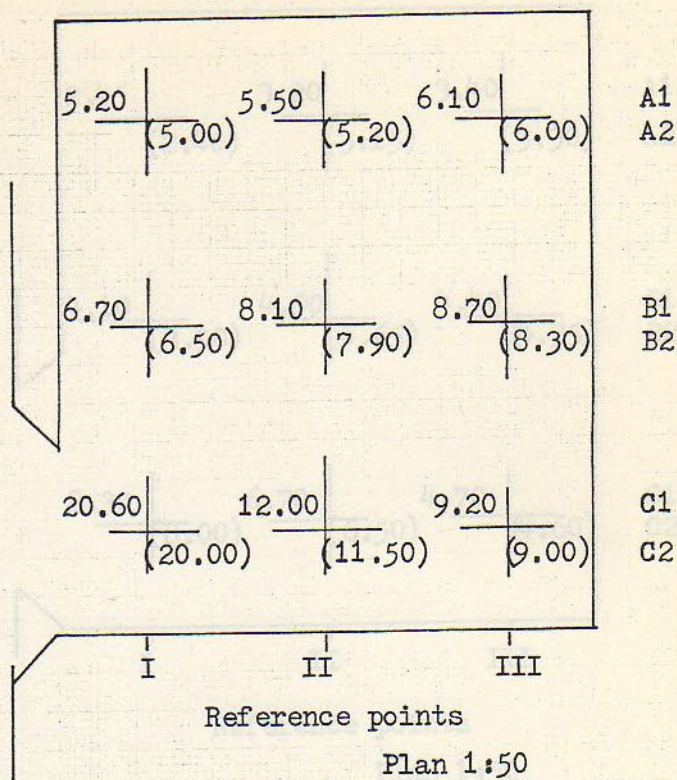 5.20 5.50 6.10 A1
(5.00) (5.20) (6.00) A2
6.70 8.10 8.70 B1
(6.50) (7.90) (8.30) B2
20.60 12.00 9.20 C1
(20.00) (11.50) (9.00) C2
I II III
Reference points
Plan 1:50